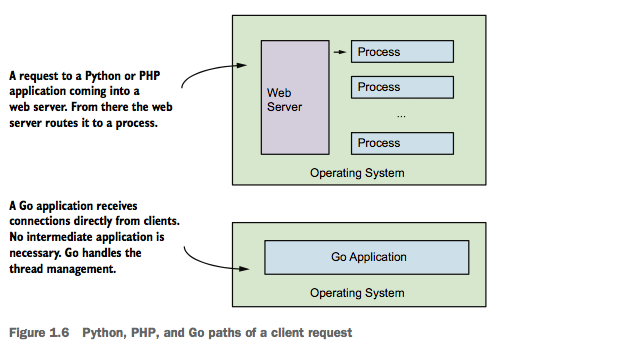 A request to a Python or PHP
application coming into a
web server. From there the web
server routes it to a process.
Web
Server
Process
Process
...
Process
Operating System
A Go application receives
connections directly from clients.
No intermediate application is
necessary. Go handles the
thread management.
Go Application
Operating System
Figure 1.6 Python, PHP, and Go paths of a client request